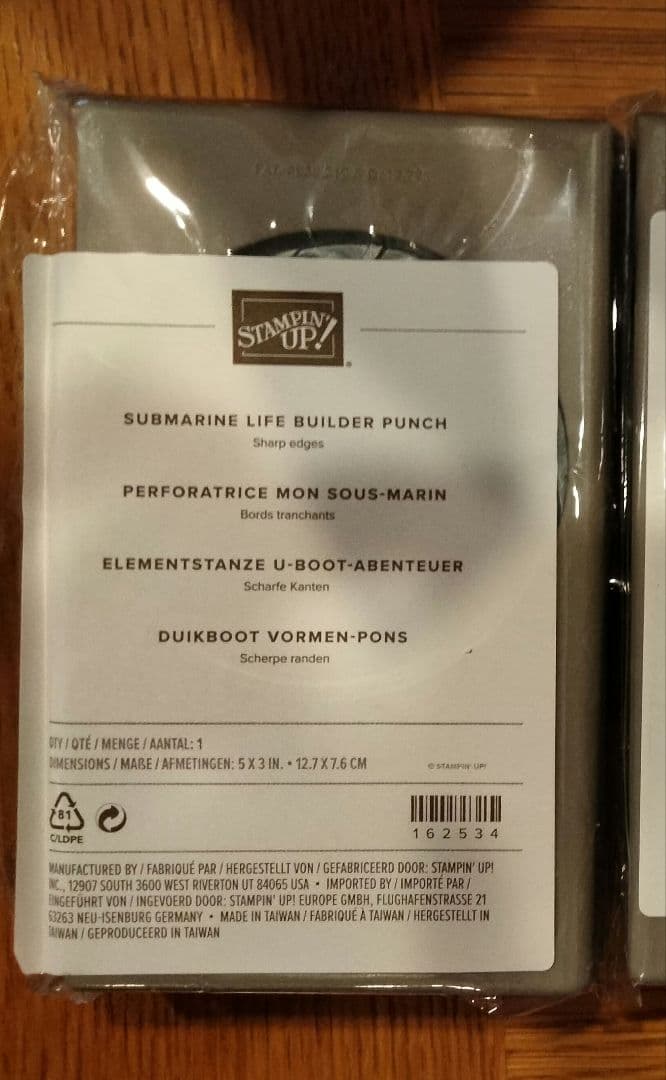 STAMPIN' UP!
SUBMARINE LIFE BUILDER PUNCH
Sharp edges
PERFORATRICE MON SOUS-MARIN
Bords tranchants
ELEMENTSTANZE U-BOOT-ABENTEUER
Scharfe Kanten
DUIKBOOT VORMEN-PONS
Scherpe randen
QTY / QTÉ / MENGE / AANTAL: 1
DIMENSIONS / MAßE / AFMETINGEN: 5 X 3 IN. • 12.7 X 7.6 CM
© STAMPIN' UP!
81
C/LDPE
162534
MANUFACTURED BY / FABRIQUÉ PAR / HERGESTELLT VON / GEFABRICEERD DOOR: STAMPIN' UP!
INC., 12907 SOUTH 3600 WEST RIVERTON UT 84065 USA • IMPORTED BY / IMPORTÉ PAR /
EINGEFÜHRT VON / INGEVOERD DOOR: STAMPIN' UP! EUROPE GMBH, FLUGHAFENSTRASSE 21
63263 NEU-ISENBURG GERMANY • MADE IN TAIWAN / FABRIQUÉ À TAIWAN / HERGESTELLT IN
TAIWAN / GEPRODUCEERD IN TAIWAN